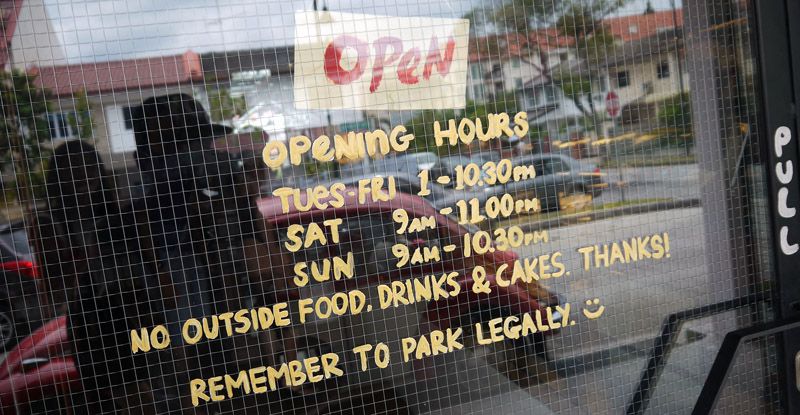 OPEN
OPENING HOURS
TUES-FRI 1-10.30PM
SAT 9AM-11.00PM
SUN 9AM-10.30PM
NO OUTSIDE FOOD, DRINKS & CAKES. THANKS!
REMEMBER TO PARK LEGALLY. :)
PULL